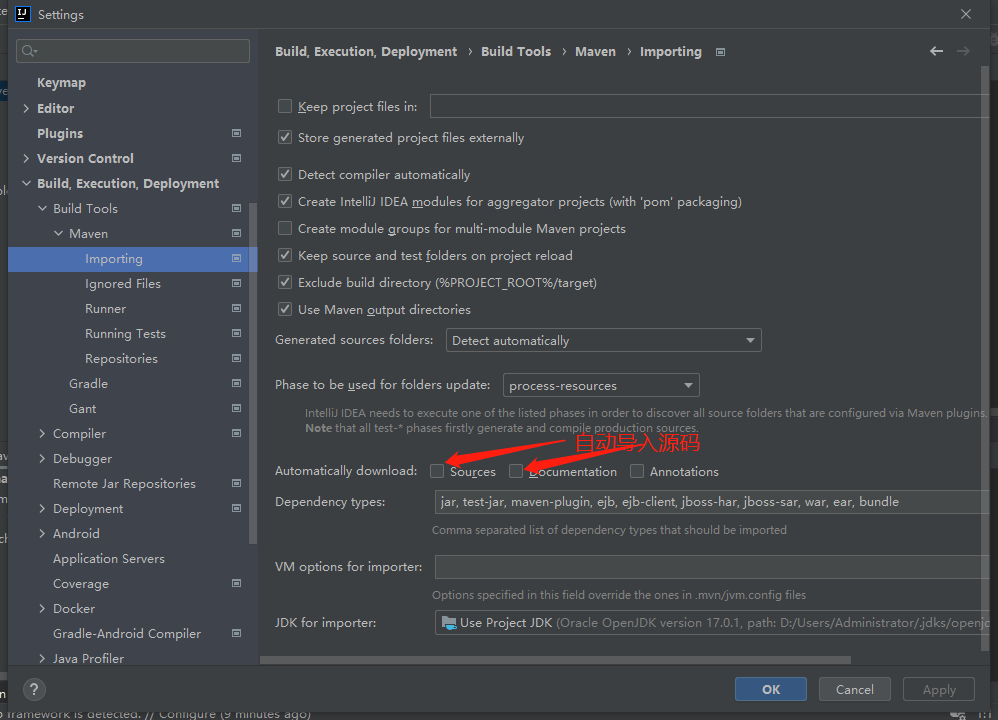 Settings
Keymap
Editor
Plugins
Version Control
Build, Execution, Deployment
Build Tools
Maven
Importing
Ignored Files
Runner
Running Tests
Repositories
Gradle
Gant
Compiler
Debugger
Remote Jar Repositories
Deployment
Android
Application Servers
Coverage
Docker
Gradle-Android Compiler
Java Profiler
Build, Execution, Deployment › Build Tools › Maven › Importing
Keep project files in:
Store generated project files externally
Detect compiler automatically
Create IntelliJ IDEA modules for aggregator projects (with 'pom' packaging)
Create module groups for multi-module Maven projects
Keep source and test folders on project reload
Exclude build directory (%PROJECT_ROOT%/target)
Use Maven output directories
Generated sources folders: Detect automatically
Phase to be used for folders update: process-resources
IntelliJ IDEA needs to execute one of the listed phases in order to discover all source folders that are configured via Maven plugins.
Note that all test-* phases firstly generate and compile production sources.
自动导入源码
Automatically download: Sources Documentation Annotations
Dependency types: jar, test-jar, maven-plugin, ejb, ejb-client, jboss-har, jboss-sar, war, ear, bundle
Comma separated list of dependency types that should be imported
VM options for importer:
Options specified in this field override the ones in .mvn/jvm.config files
JDK for importer: Use Project JDK (Oracle OpenJDK version 17.0.1, path: D:/Users/Administrator/.jdks/openjd
? OK Cancel Apply
framework is detected. // Configure (9 minutes ago) 1:1